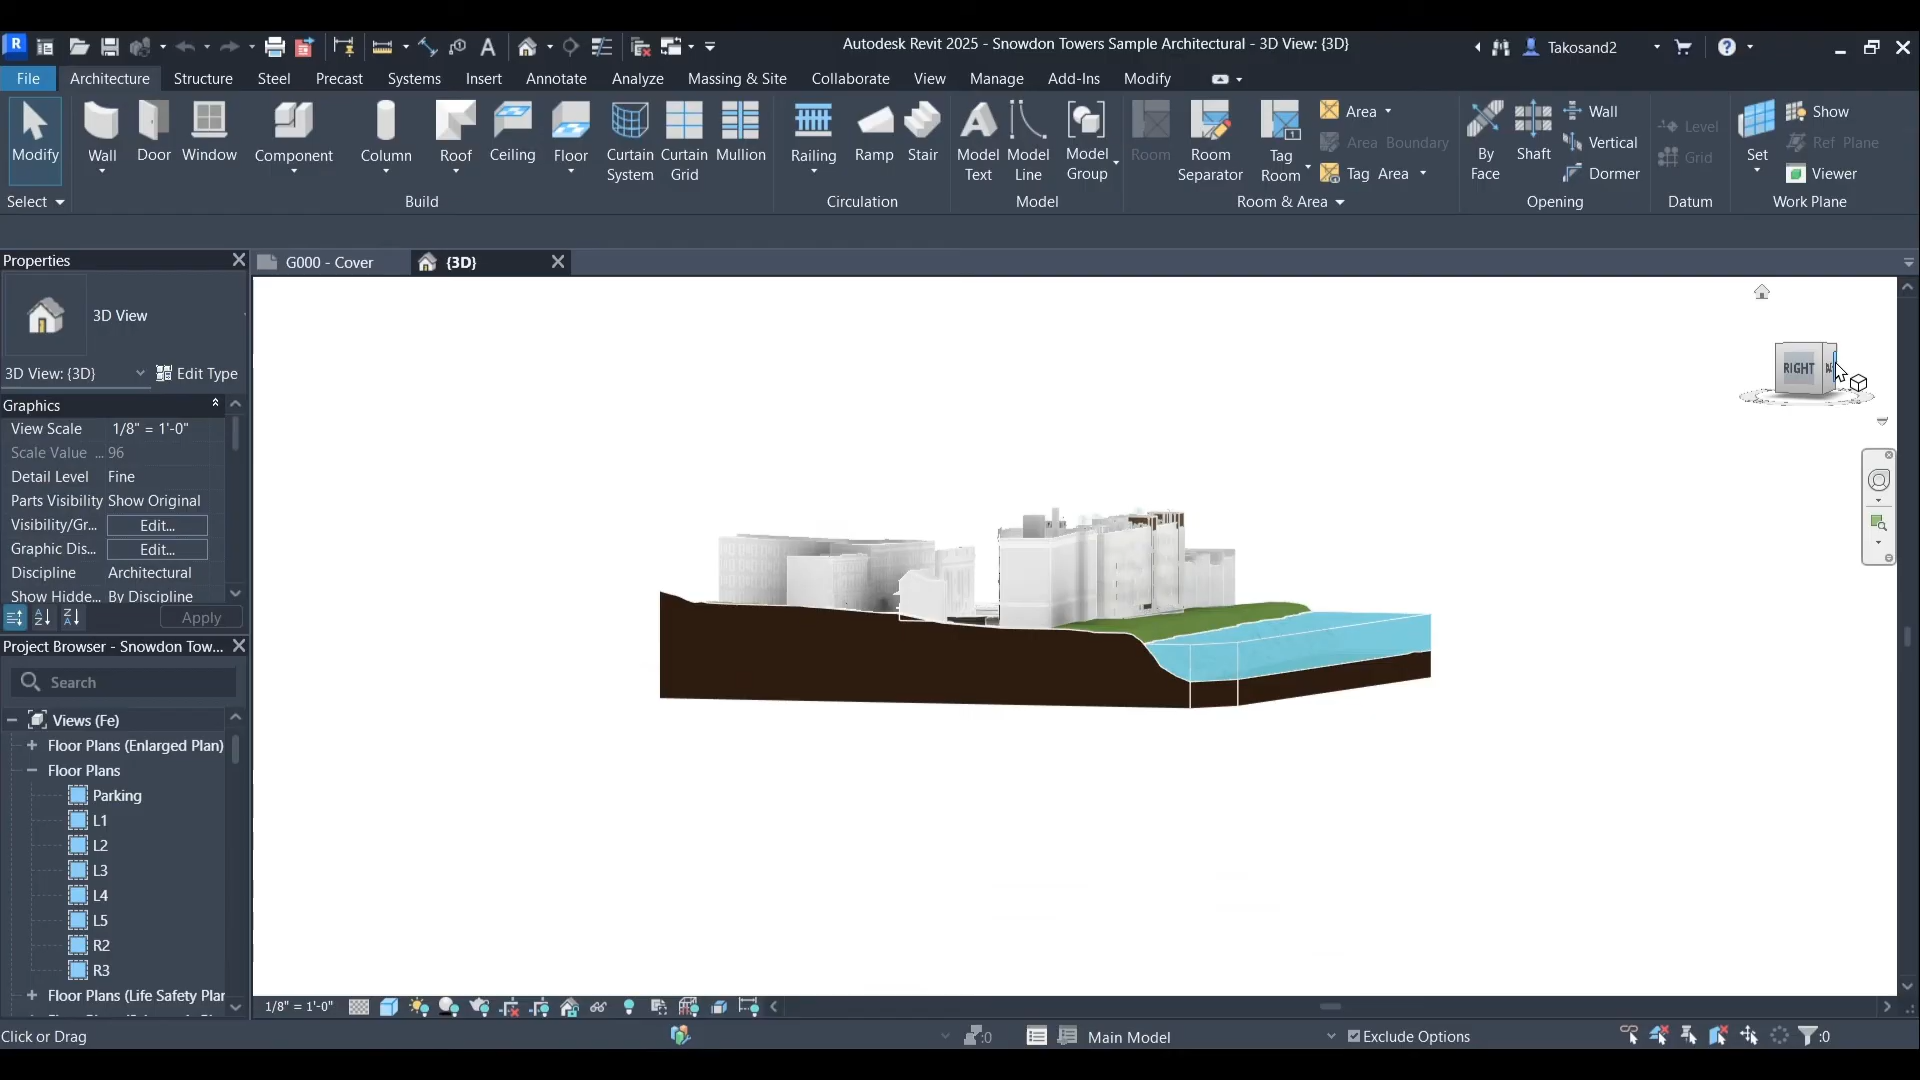 R
A
Autodesk Revit 2025 - Snowdon Towers Sample Architectural - 3D View: {3D}
Takosand2
File Architecture Structure Steel Precast Systems Insert Annotate Analyze Massing & Site Collaborate View Manage Add-Ins Modify
Modify
Wall
Door
Window
Component
Column
Roof
Ceiling
Floor
Curtain System
Curtain Grid
Mullion
Railing
Ramp
Stair
Model Text
Model Line
Model Group
Room
Room Separator
Tag Room
Area
Area Boundary
Tag Area
By Face
Shaft
Wall
Vertical
Dormer
Level
Grid
Set
Show
Ref Plane
Viewer
Select
Build
Circulation
Model
Room & Area
Opening
Datum
Work Plane
Properties
G000 - Cover
{3D}
3D View
3D View: {3D}
Edit Type
Graphics
View Scale 1/8" = 1'-0"
Scale Value ... 96
Detail Level Fine
Parts Visibility Show Original
Visibility/Gr... Edit...
Graphic Dis... Edit...
Discipline Architectural
Show Hidde... By Discipline
Apply
Project Browser - Snowdon Tow...
Search
Views (Fe)
Floor Plans (Enlarged Plan)
Floor Plans
Parking
L1
L2
L3
L4
L5
R2
R3
Floor Plans (Life Safety Plar
RIGHT
1/8" = 1'-0"
Click or Drag
:0
Main Model
Exclude Options
:0